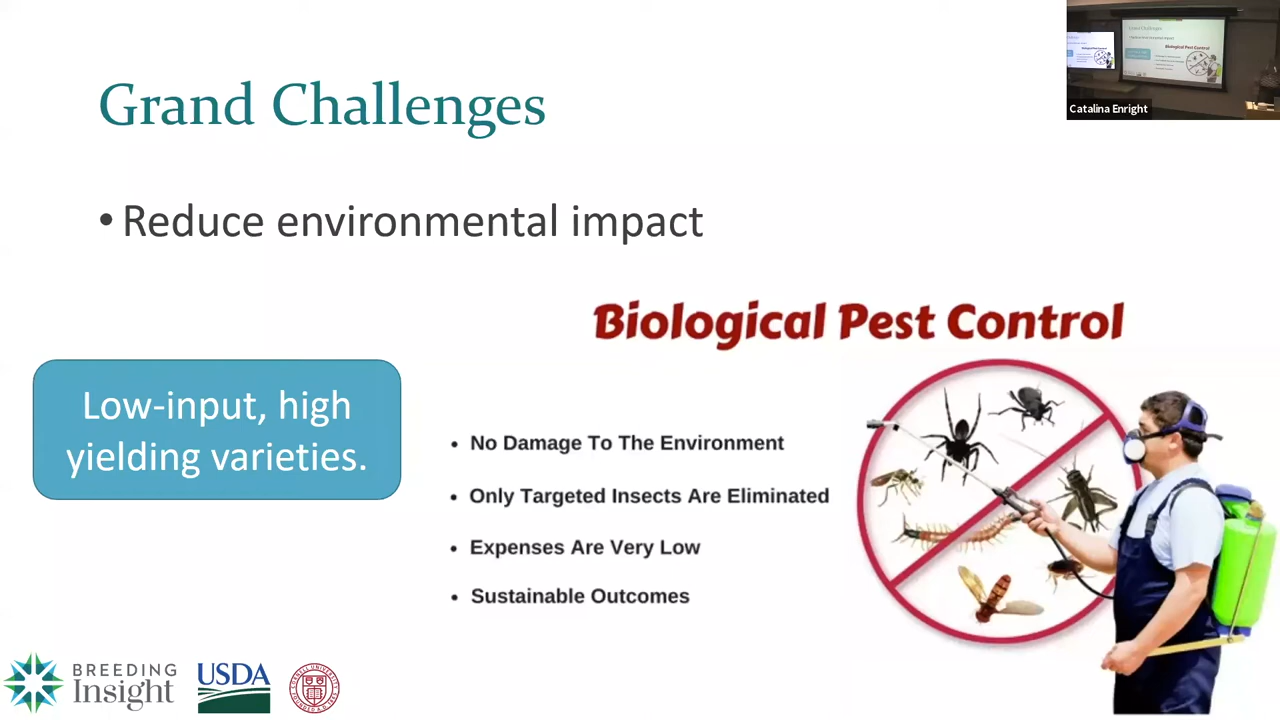 Grand Challenges
• Reduce environmental impact
Biological Pest Control
Low-input, high
yielding varieties.
• No Damage To The Environment
• Only Targeted Insects Are Eliminated
• Expenses Are Very Low
• Sustainable Outcomes
BREEDING
Insight
USDA
Catalina Enright